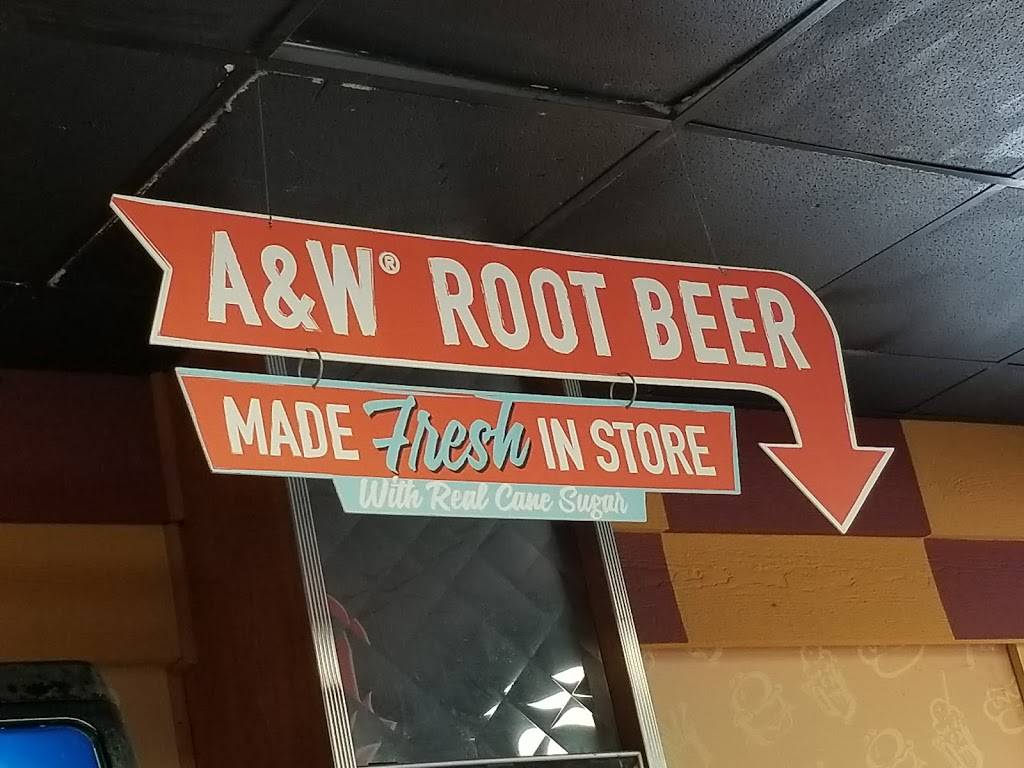 A&W® ROOT BEER
MADE Fresh IN STORE
With Real Cane Sugar